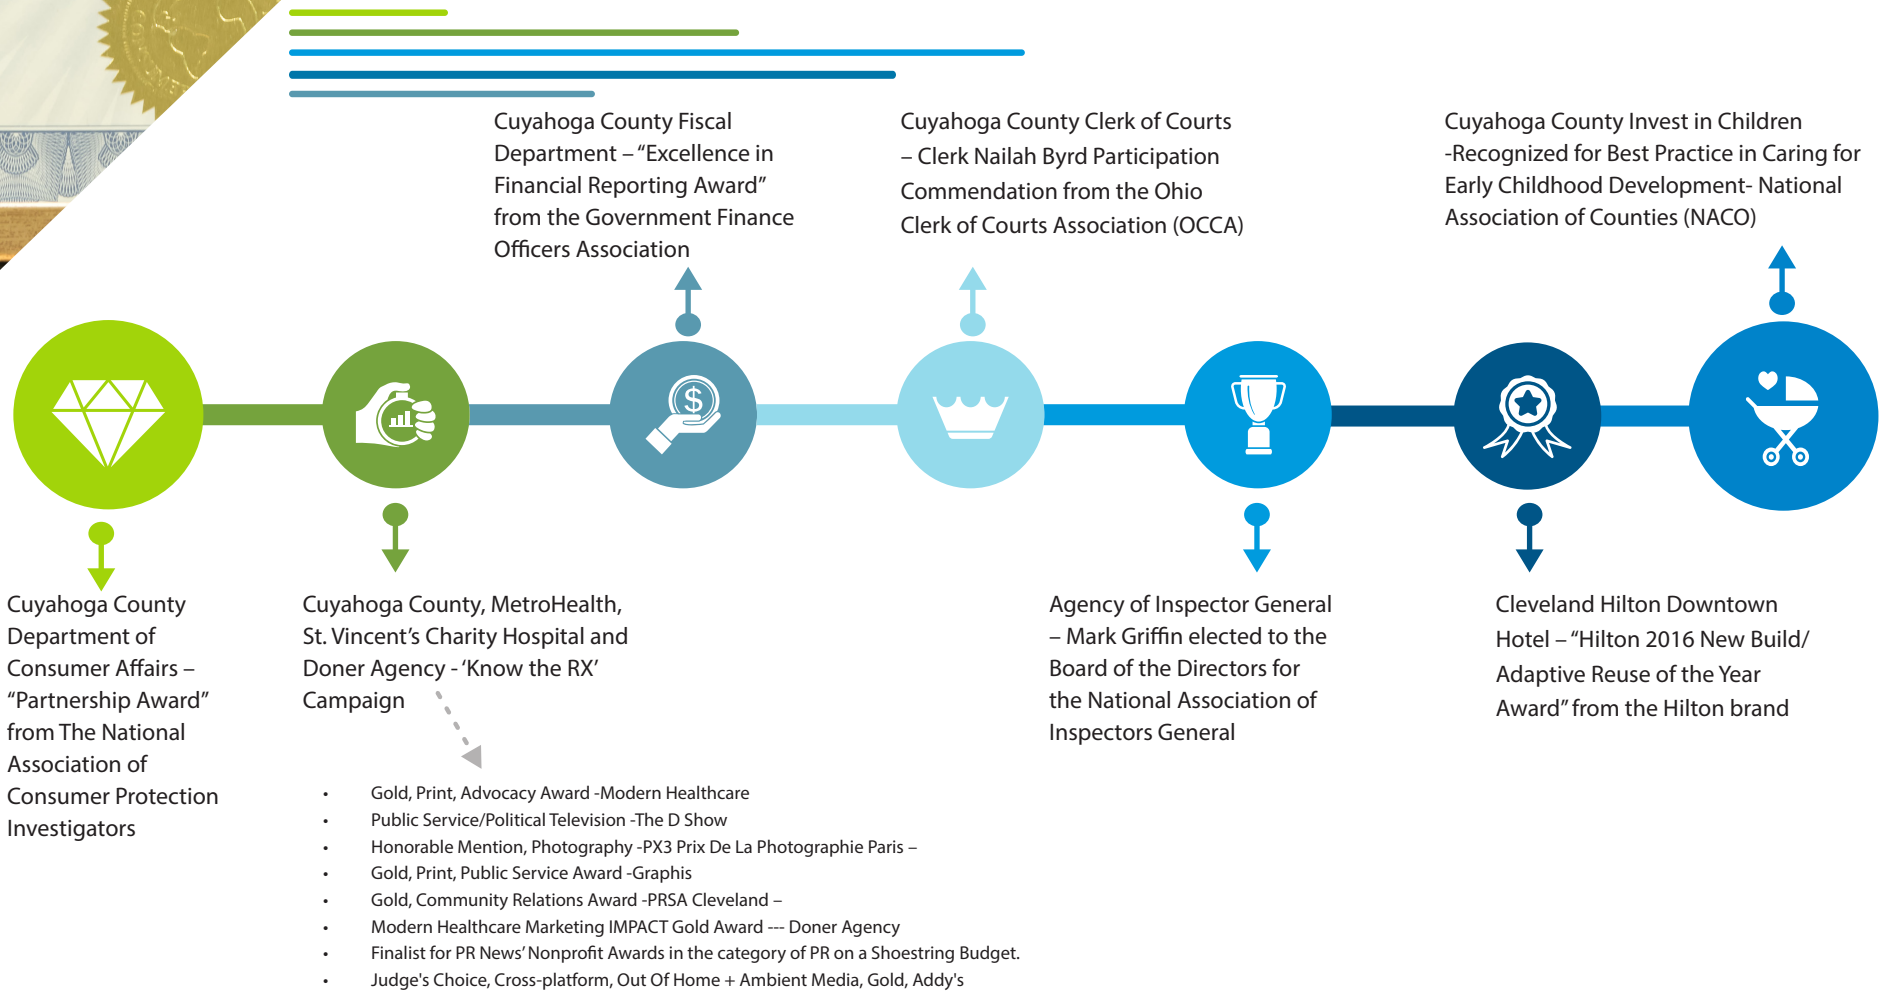 Cuyahoga County Fiscal
Department – “Excellence in
Financial Reporting Award”
from the Government Finance
Officers Association
Cuyahoga County Clerk of Courts
– Clerk Nailah Byrd Participation
Commendation from the Ohio
Clerk of Courts Association (OCCA)
Cuyahoga County Invest in Children
-Recognized for Best Practice in Caring for
Early Childhood Development- National
Association of Counties (NACO)
$
Cuyahoga County
Department of
Consumer Affairs –
“Partnership Award”
from The National
Association of
Consumer Protection
Investigators
Cuyahoga County, MetroHealth,
St. Vincent’s Charity Hospital and
Doner Agency - ‘Know the RX’
Campaign
• Gold, Print, Advocacy Award -Modern Healthcare
• Public Service/Political Television -The D Show
• Honorable Mention, Photography -PX3 Prix De La Photographie Paris –
• Gold, Print, Public Service Award -Graphis
• Gold, Community Relations Award -PRSA Cleveland –
• Modern Healthcare Marketing IMPACT Gold Award --- Doner Agency
• Finalist for PR News’ Nonprofit Awards in the category of PR on a Shoestring Budget.
• Judge's Choice, Cross-platform, Out Of Home + Ambient Media, Gold, Addy's
Agency of Inspector General
– Mark Griffin elected to the
Board of the Directors for
the National Association of
Inspectors General
Cleveland Hilton Downtown
Hotel – “Hilton 2016 New Build/
Adaptive Reuse of the Year
Award” from the Hilton brand